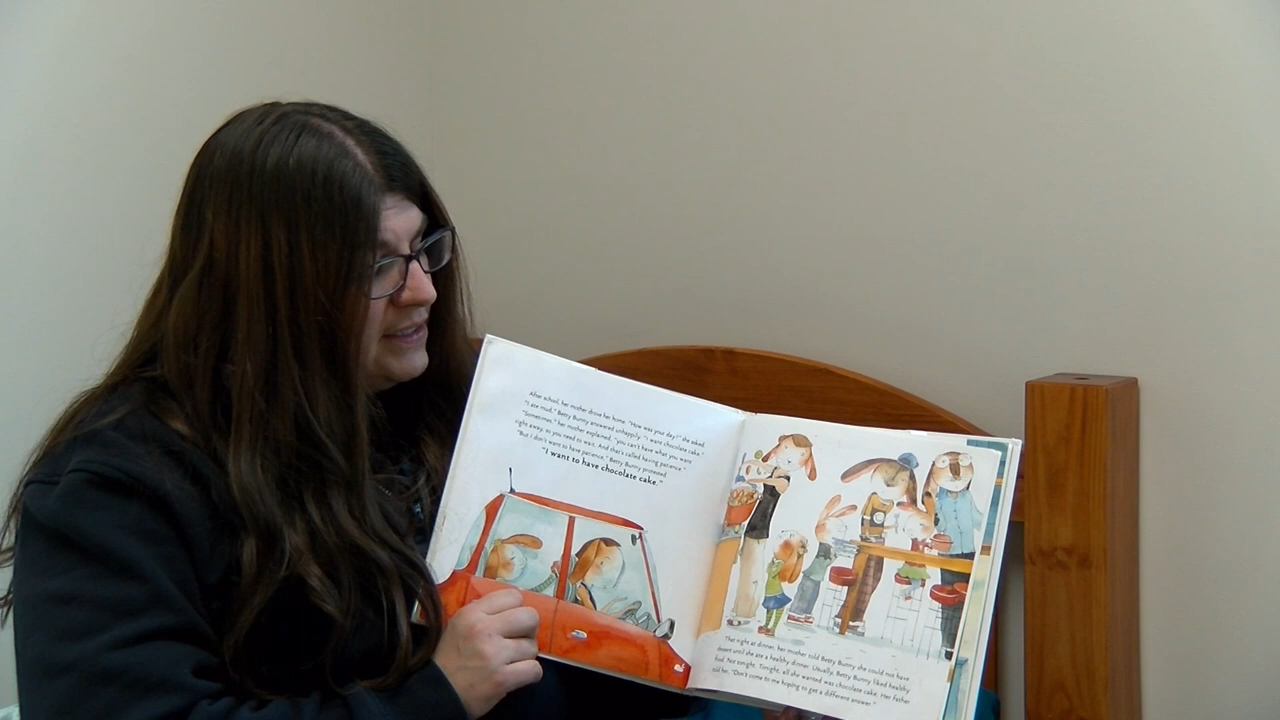 After school, her mother drove her home. "How was your day?" she asked.
"I ate mud," Betty Bunny answered unhappily. "I want chocolate cake."
"Sometimes," her mother explained, "you can't have what you want
right away, so you need to wait. And that's called having patience."
"But I don't want to have patience," Betty Bunny protested.
"I want to have chocolate cake."
That night at dinner, her mother told Betty Bunny she could not have
dessert until she ate a healthy dinner. Usually, Betty Bunny liked healthy
food. Not tonight. Tonight, all she wanted was chocolate cake. Her father
told her, "Don't come to me hoping to get a different answer."